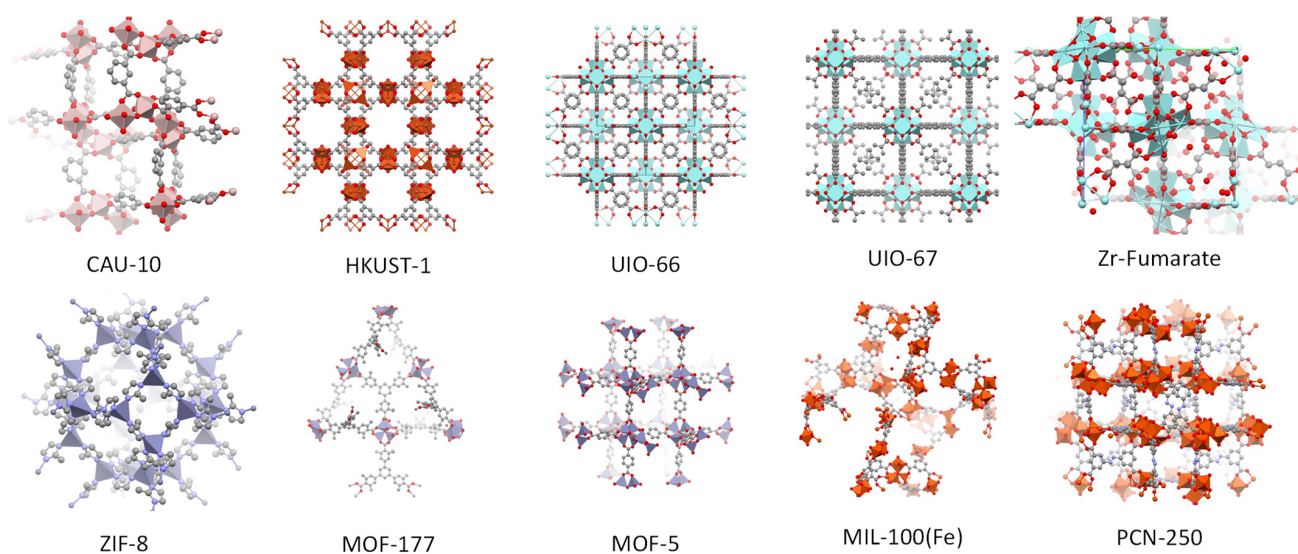 CAU-10
HKUST-1
UIO-66
UIO-67
Zr-Fumarate
ZIF-8
MOF-177
MOF-5
MIL-100(Fe)
PCN-250